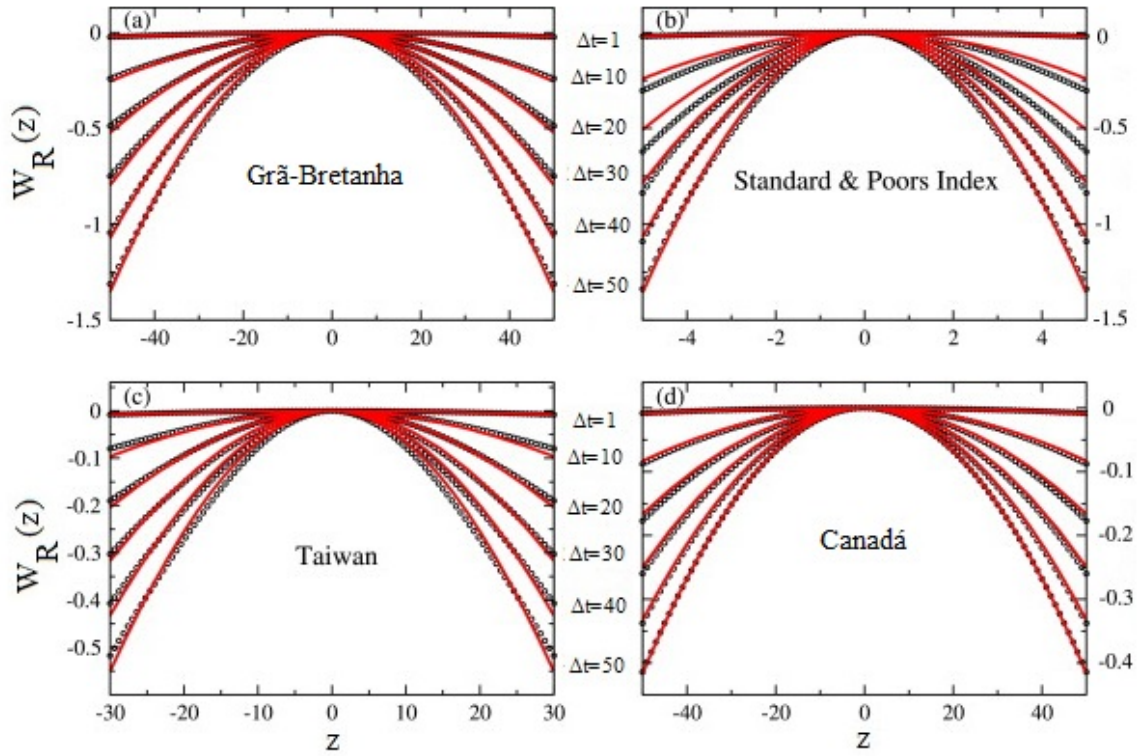 (a)
0
-0.5
-1
-1.5
W_R(z)
Grã-Bretanha
-40 -20 0 20 40
Δt=1
Δt=10
Δt=20
Δt=30
Δt=40
Δt=50
(b)
Standard & Poors Index
0
-0.5
-1
-1.5
-4 -2 0 2 4
(c)
0
-0.1
-0.2
-0.3
-0.4
-0.5
W_R(z)
Taiwan
-30 -20 -10 0 10 20 30
z
Δt=1
Δt=10
Δt=20
Δt=30
Δt=40
Δt=50
(d)
Canadá
0
-0.1
-0.2
-0.3
-0.4
-40 -20 0 20 40
z